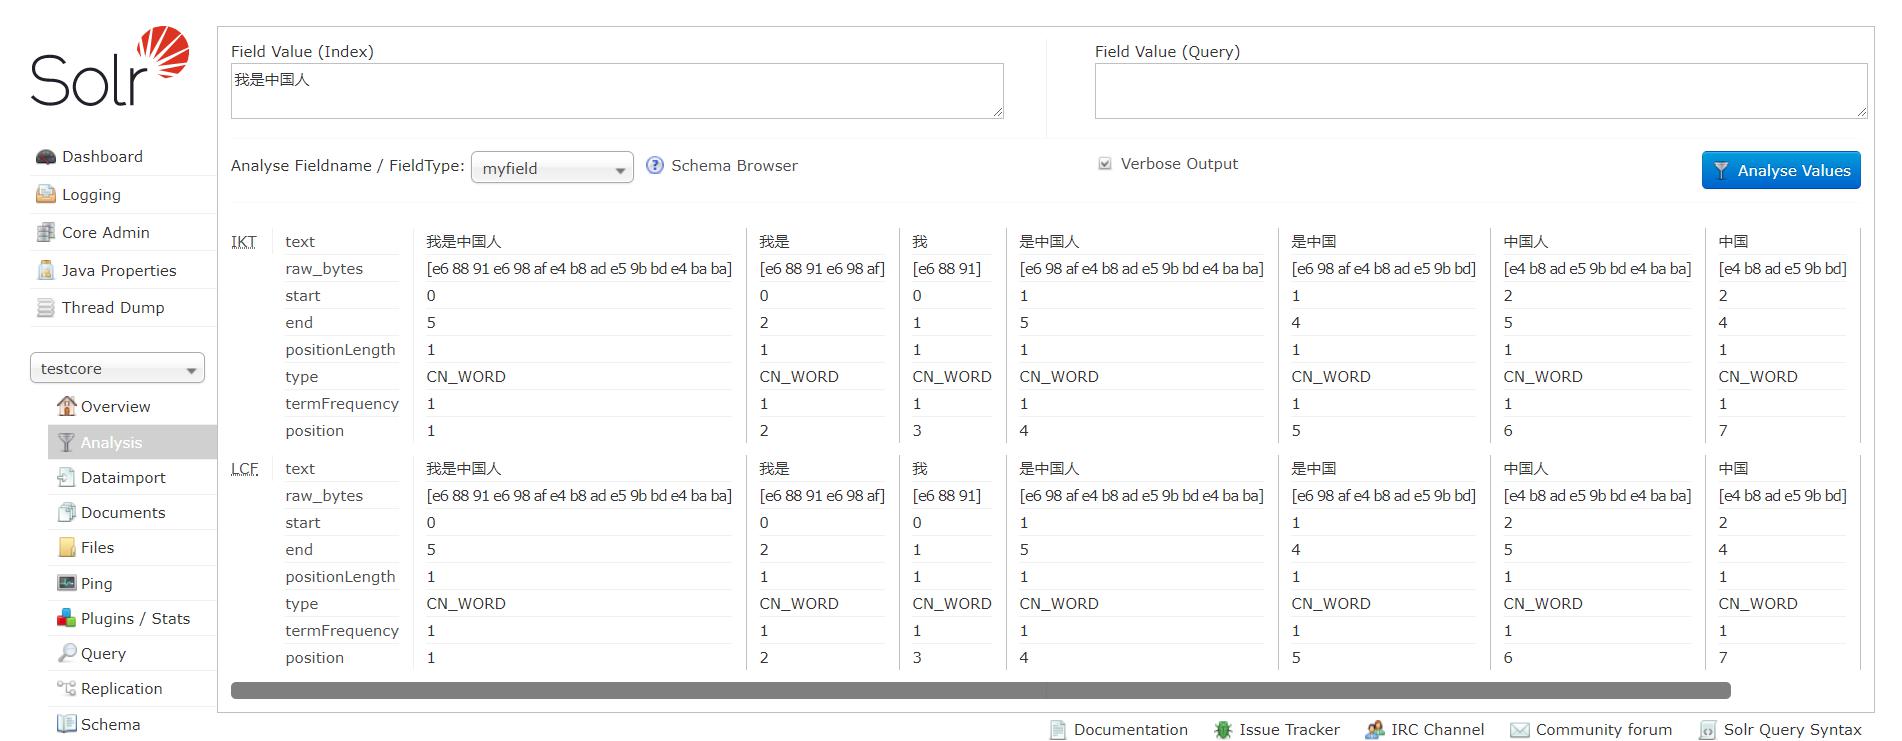 Solr
Dashboard
Logging
Core Admin
Java Properties
Thread Dump
testcore
Overview
Analysis
Dataimport
Documents
Files
Ping
Plugins / Stats
Query
Replication
Schema
Field Value (Index)
我是中国人
Field Value (Query)
Analyse Fieldname / FieldType: myfield Schema Browser
Verbose Output
Analyse Values
IKT text 我是中国人 我是 我 是中国人 是中国 中国人 中国
raw_bytes [e6 88 91 e6 98 af e4 b8 ad e5 9b bd e4 ba ba] [e6 88 91 e6 98 af] [e6 88 91] [e6 98 af e4 b8 ad e5 9b bd e4 ba ba] [e6 98 af e4 b8 ad e5 9b bd] [e4 b8 ad e5 9b bd e4 ba ba] [e4 b8 ad e5 9b bd]
start 0 0 0 1 1 2 2
end 5 2 1 5 4 5 4
positionLength 1 1 1 1 1 1 1
type CN_WORD CN_WORD CN_WORD CN_WORD CN_WORD CN_WORD CN_WORD
termFrequency 1 1 1 1 1 1 1
position 1 2 3 4 5 6 7
LCF text 我是中国人 我是 我 是中国人 是中国 中国人 中国
raw_bytes [e6 88 91 e6 98 af e4 b8 ad e5 9b bd e4 ba ba] [e6 88 91 e6 98 af] [e6 88 91] [e6 98 af e4 b8 ad e5 9b bd e4 ba ba] [e6 98 af e4 b8 ad e5 9b bd] [e4 b8 ad e5 9b bd e4 ba ba] [e4 b8 ad e5 9b bd]
start 0 0 0 1 1 2 2
end 5 2 1 5 4 5 4
positionLength 1 1 1 1 1 1 1
type CN_WORD CN_WORD CN_WORD CN_WORD CN_WORD CN_WORD CN_WORD
termFrequency 1 1 1 1 1 1 1
position 1 2 3 4 5 6 7
Documentation Issue Tracker IRC Channel Community forum Solr Query Syntax